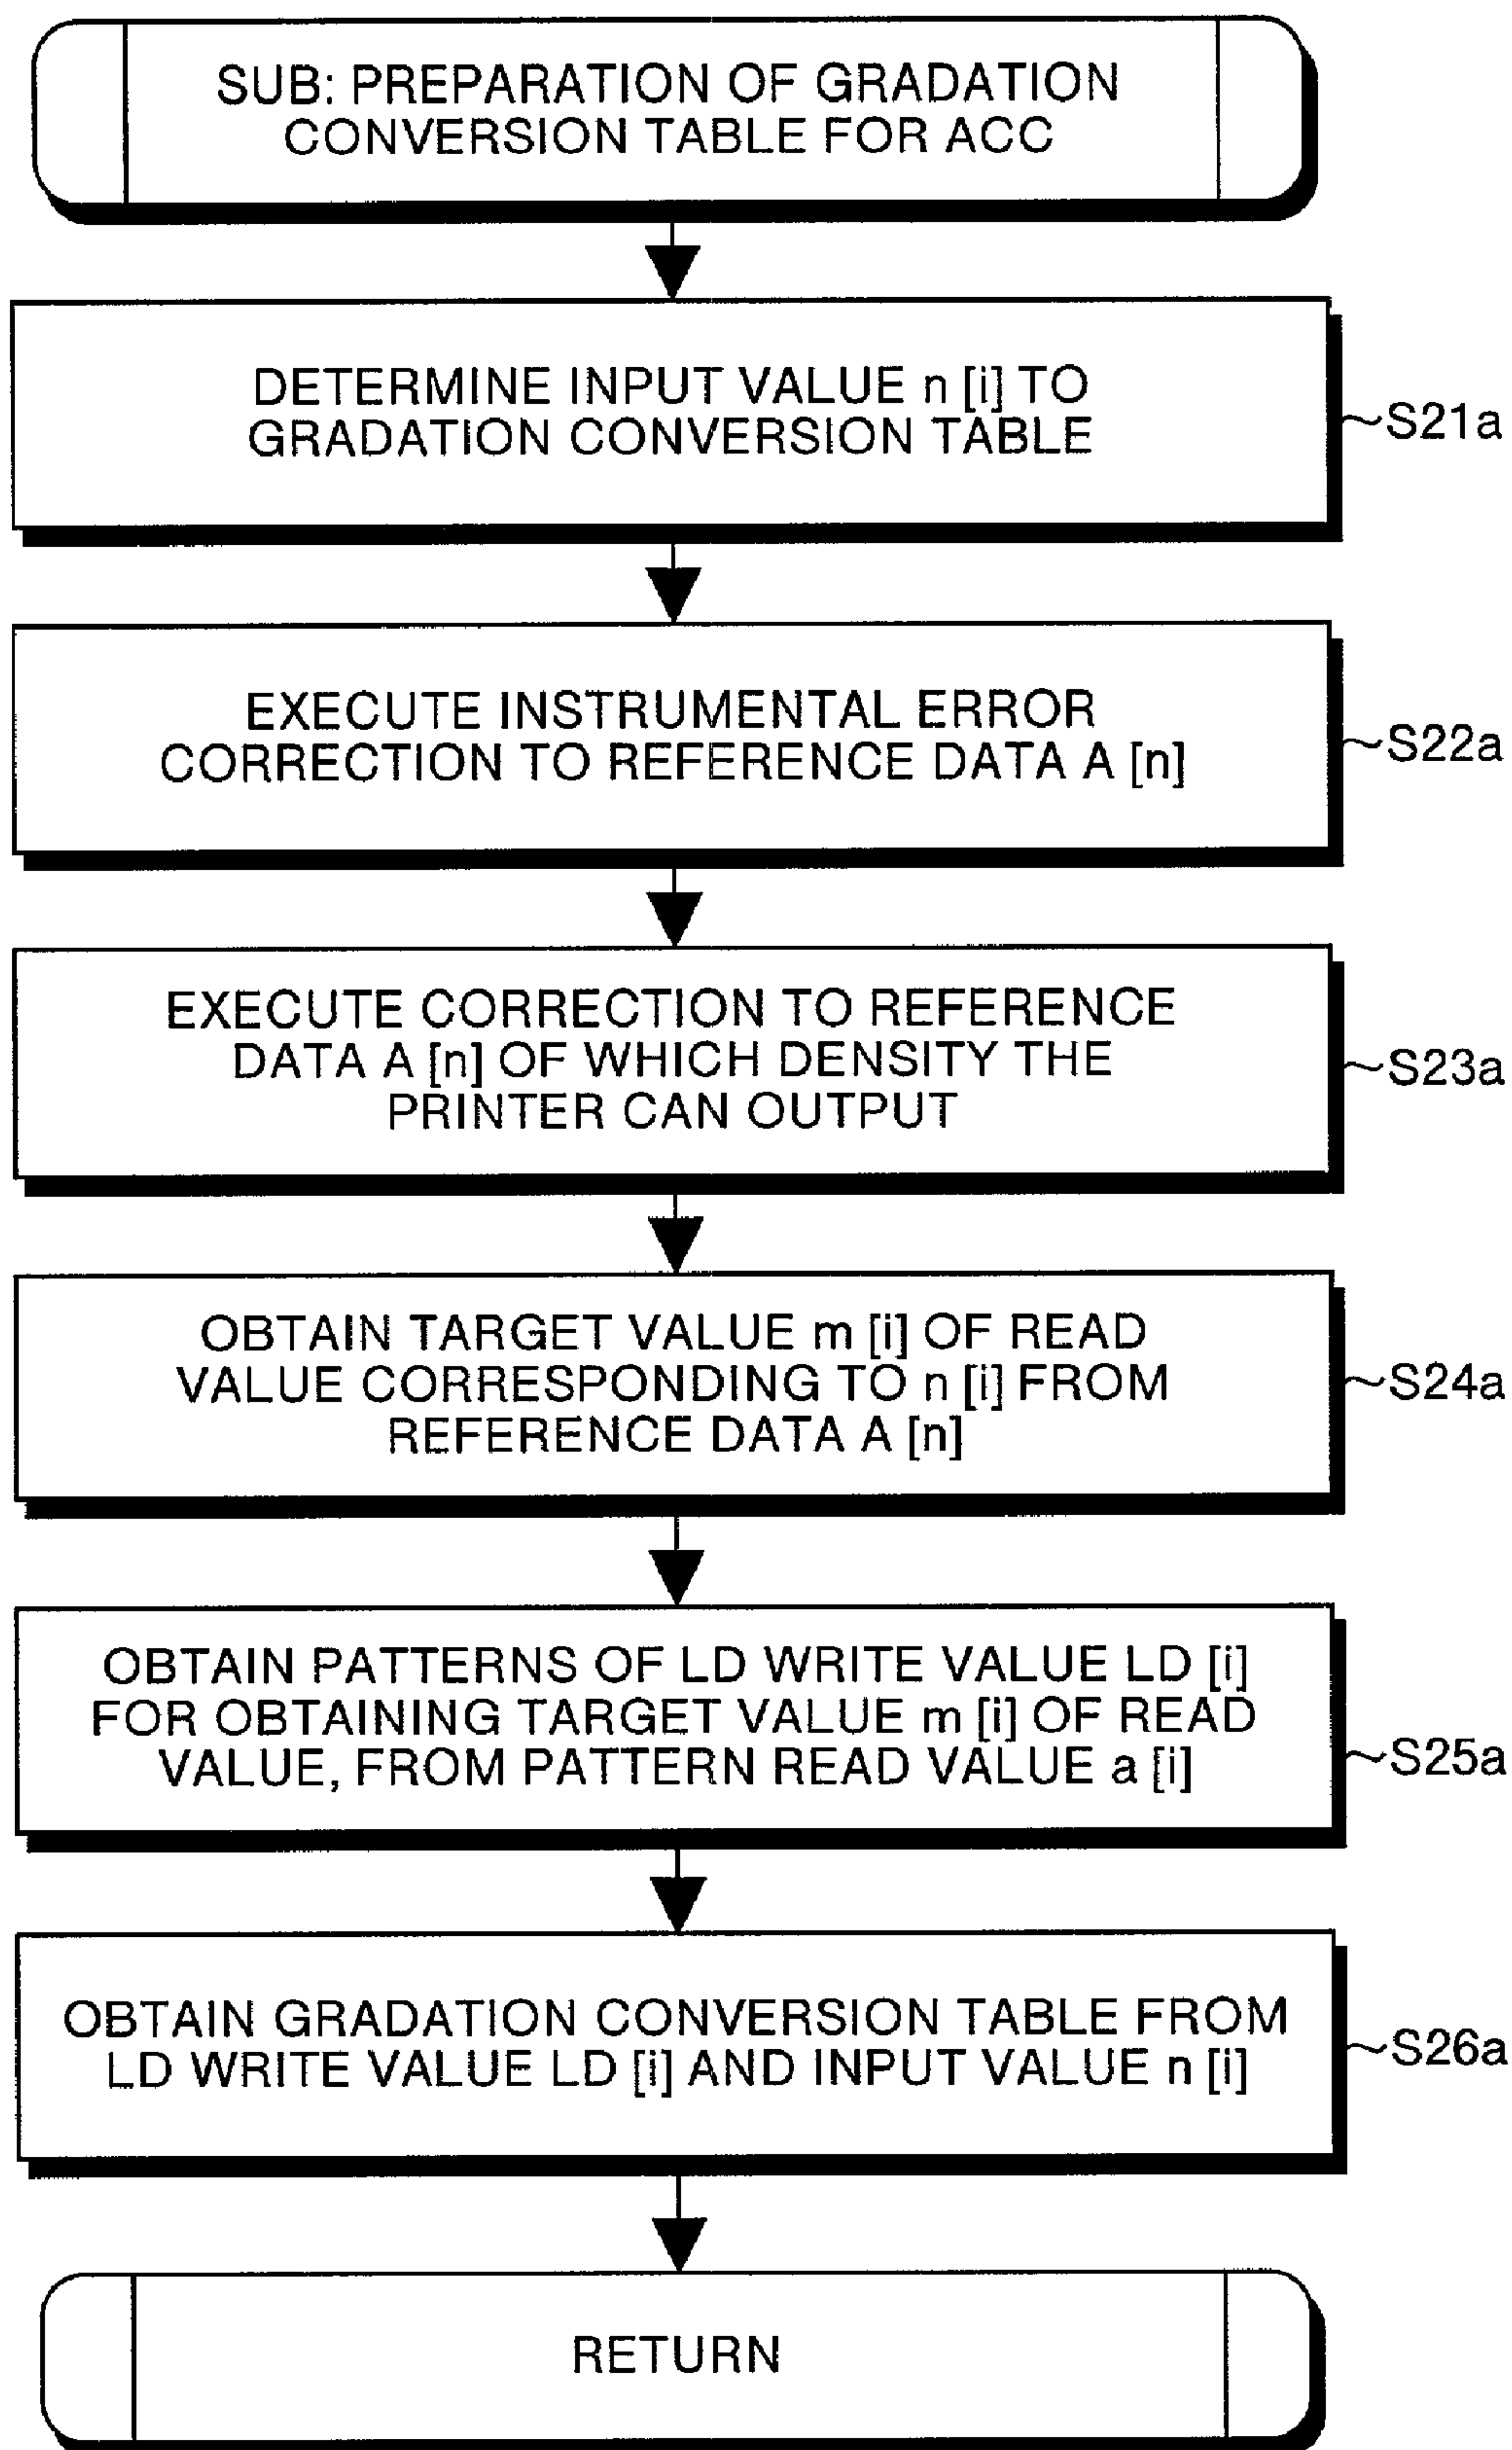 SUB: PREPARATION OF GRADATION
CONVERSION TABLE FOR ACC
DETERMINE INPUT VALUE n [i] TO
GRADATION CONVERSION TABLE
S21a
EXECUTE INSTRUMENTAL ERROR
CORRECTION TO REFERENCE DATA A [n]
S22a
EXECUTE CORRECTION TO REFERENCE
DATA A [n] OF WHICH DENSITY THE
PRINTER CAN OUTPUT
S23a
OBTAIN TARGET VALUE m [i] OF READ
VALUE CORRESPONDING TO n [i] FROM
REFERENCE DATA A [n]
S24a
OBTAIN PATTERNS OF LD WRITE VALUE LD [i]
FOR OBTAINING TARGET VALUE m [i] OF READ
VALUE, FROM PATTERN READ VALUE a [i]
S25a
OBTAIN GRADATION CONVERSION TABLE FROM
LD WRITE VALUE LD [i] AND INPUT VALUE n [i]
S26a
RETURN